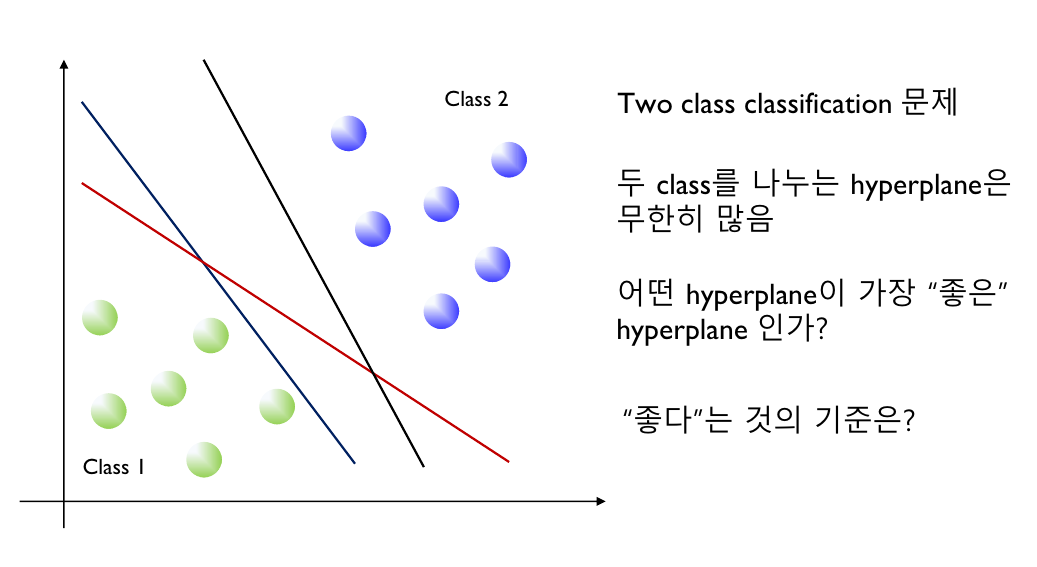 Class 2
Class 1
Two class classification 문제
두 class를 나누는 hyperplane은
무한히 많음
어떤 hyperplane이 가장 “좋은”
hyperplane 인가?
“좋다”는 것의 기준은?